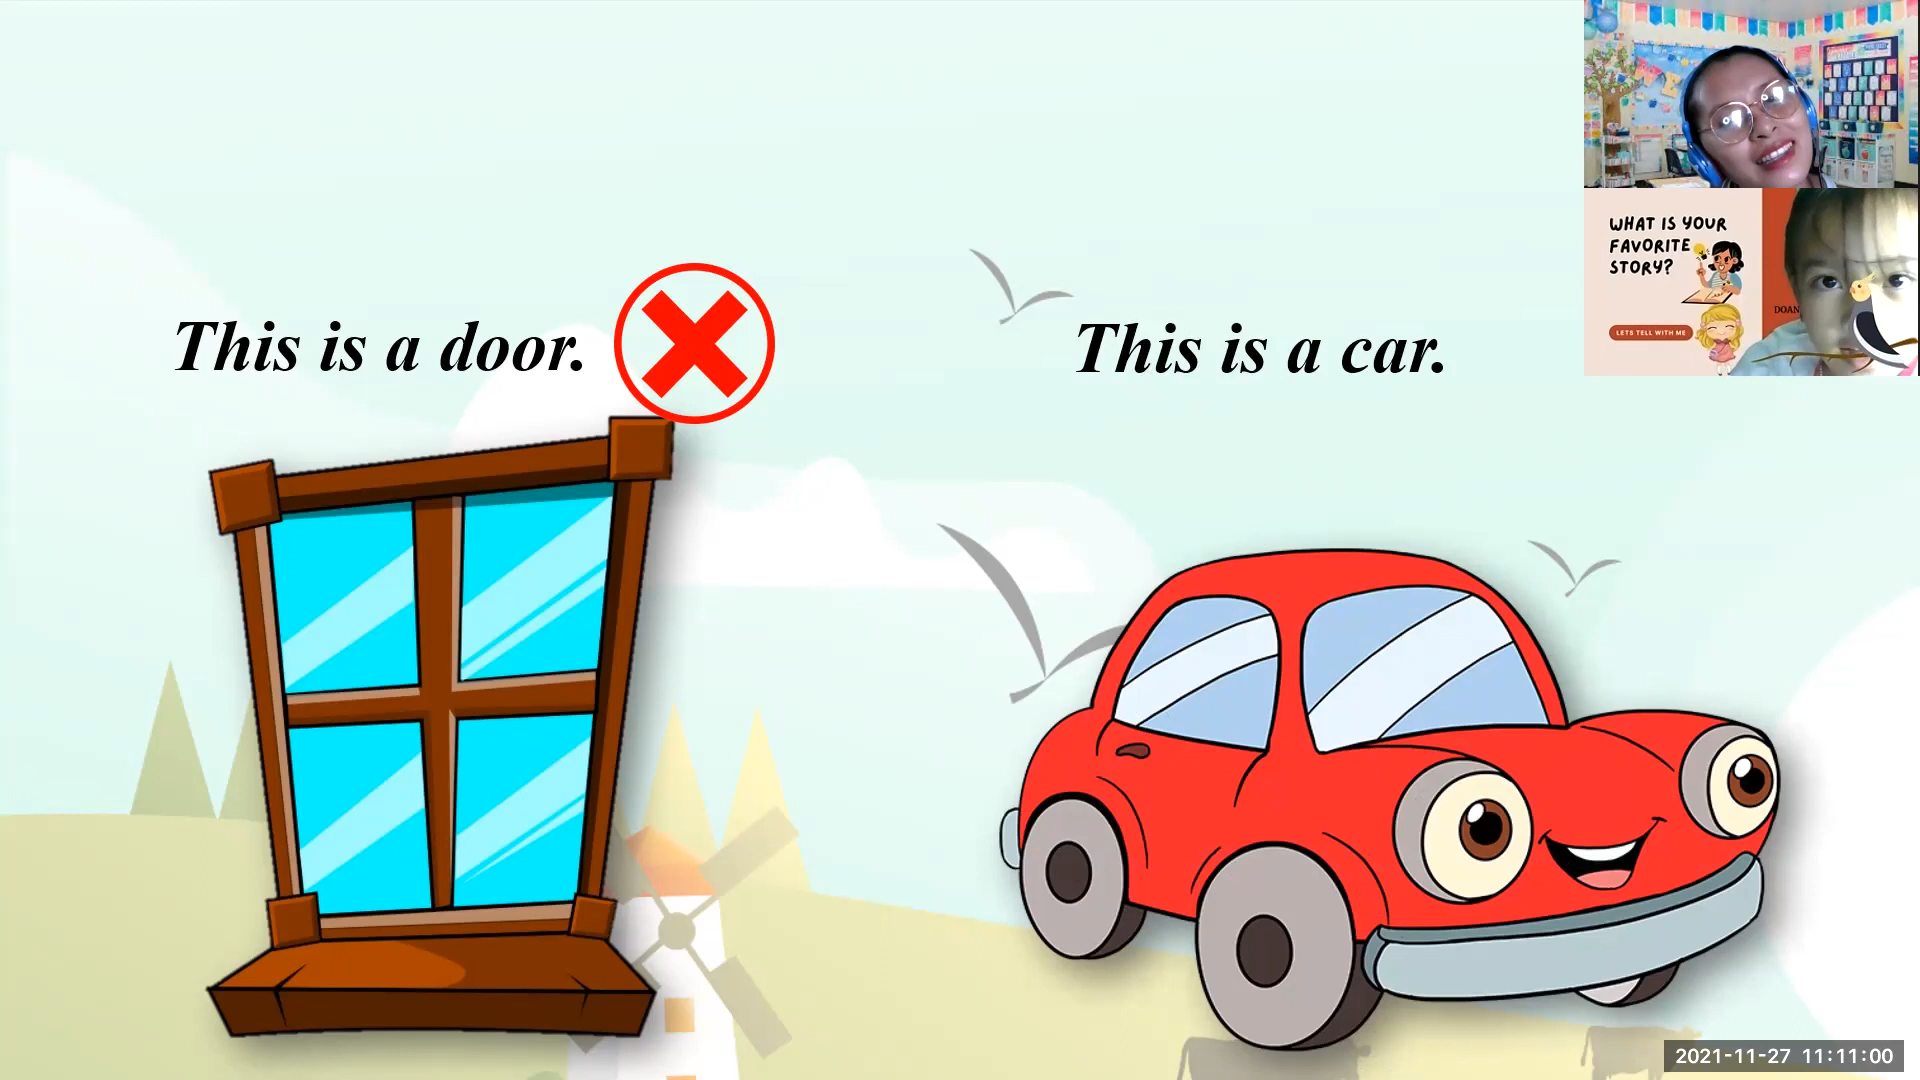 This is a door.
This is a car.
WHAT IS YOUR
FAVORITE
STORY?
LETS TELL WITH ME
DOAN
2021-11-27 11:11:00